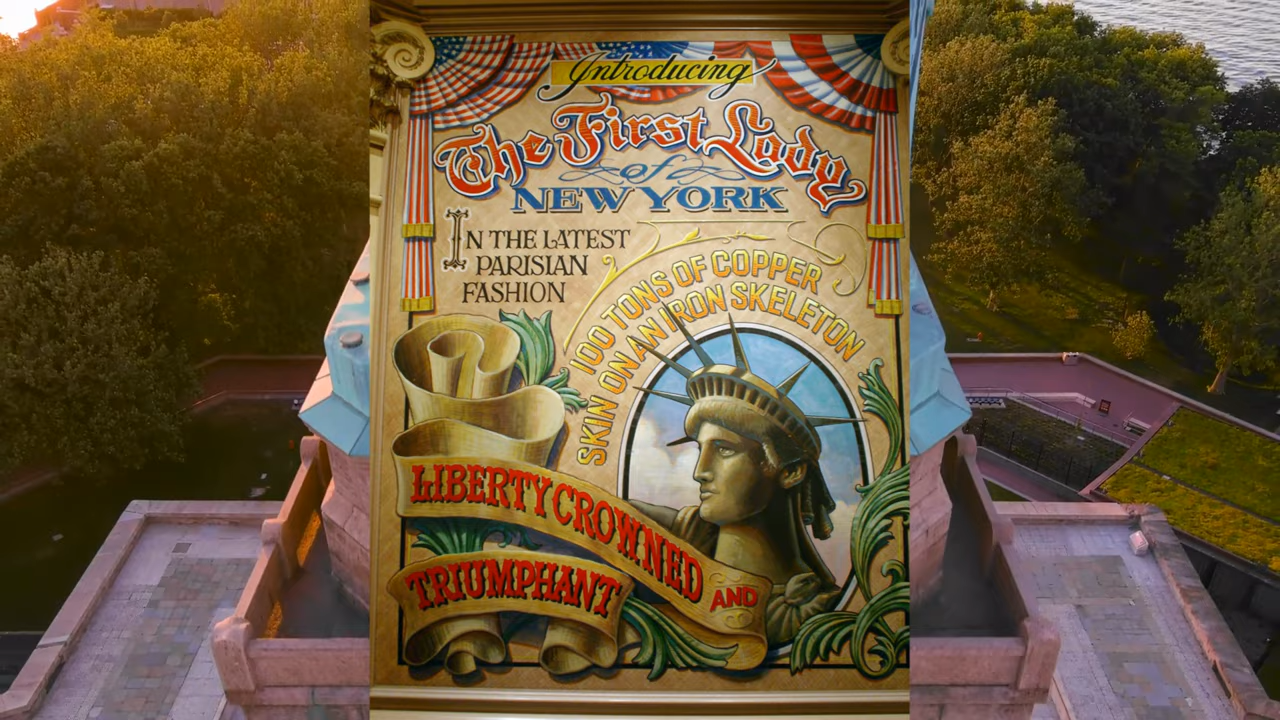 Introducing
The First Lady
of
NEW YORK
IN THE LATEST
PARISIAN
FASHION
100 TONS OF COPPER
SKIN ON AN IRON SKELETON
LIBERTY CROWNED AND
TRIUMPHANT